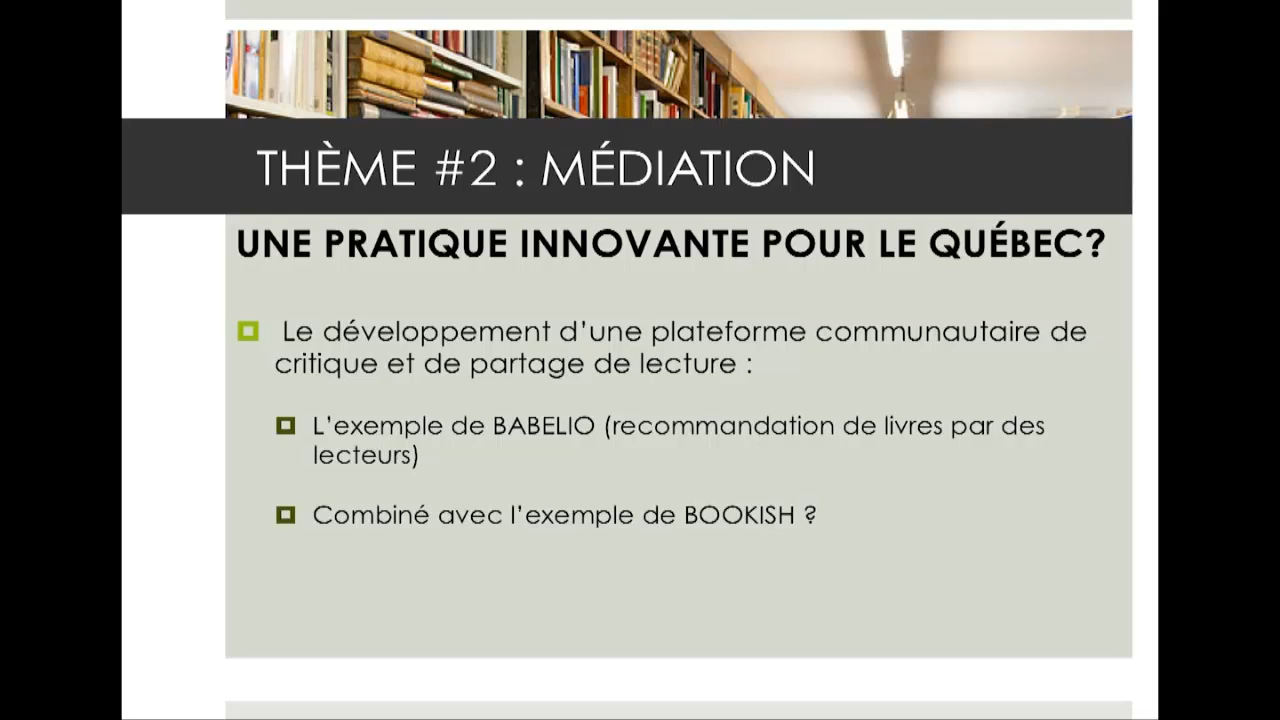 THÈME #2 : MÉDIATION
UNE PRATIQUE INNOVANTE POUR LE QUÉBEC?
Le développement d’une plateforme communautaire de
critique et de partage de lecture :
L’exemple de BABELIO (recommandation de livres par des
lecteurs)
Combiné avec l’exemple de BOOKISH ?